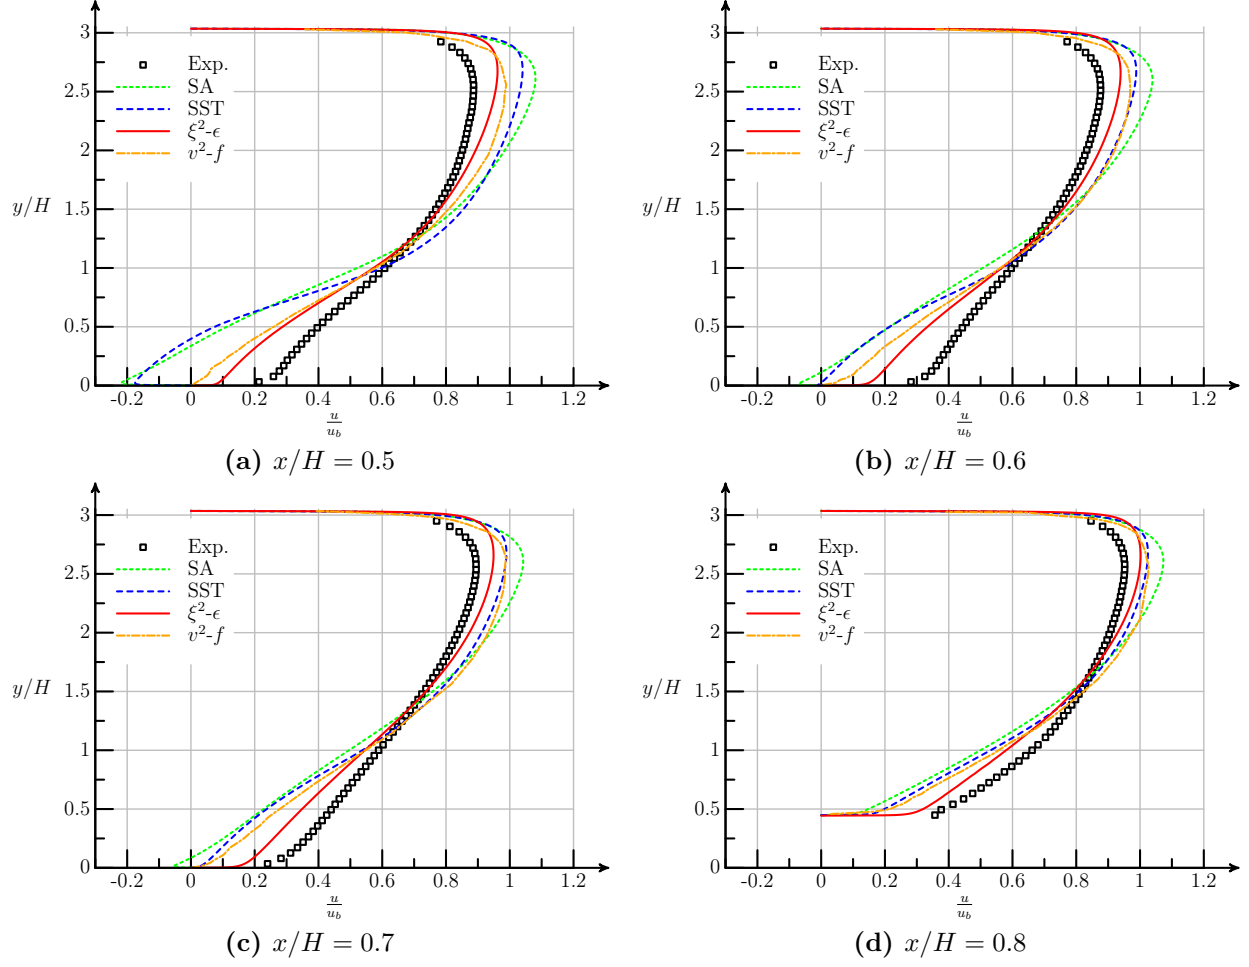 3
2.5
2
1.5
1
0.5
0
y/H
Exp.
SA
SST
ξ²-ϵ
v²-f
-0.2 0 0.2 0.4 0.6 0.8 1 1.2
u
u_b
(a) x/H = 0.5
3
2.5
2
1.5
1
0.5
0
y/H
Exp.
SA
SST
ξ²-ϵ
v²-f
-0.2 0 0.2 0.4 0.6 0.8 1 1.2
u
u_b
(b) x/H = 0.6
3
2.5
2
1.5
1
0.5
0
y/H
Exp.
SA
SST
ξ²-ϵ
v²-f
-0.2 0 0.2 0.4 0.6 0.8 1 1.2
u
u_b
(c) x/H = 0.7
3
2.5
2
1.5
1
0.5
0
y/H
Exp.
SA
SST
ξ²-ϵ
v²-f
-0.2 0 0.2 0.4 0.6 0.8 1 1.2
u
u_b
(d) x/H = 0.8